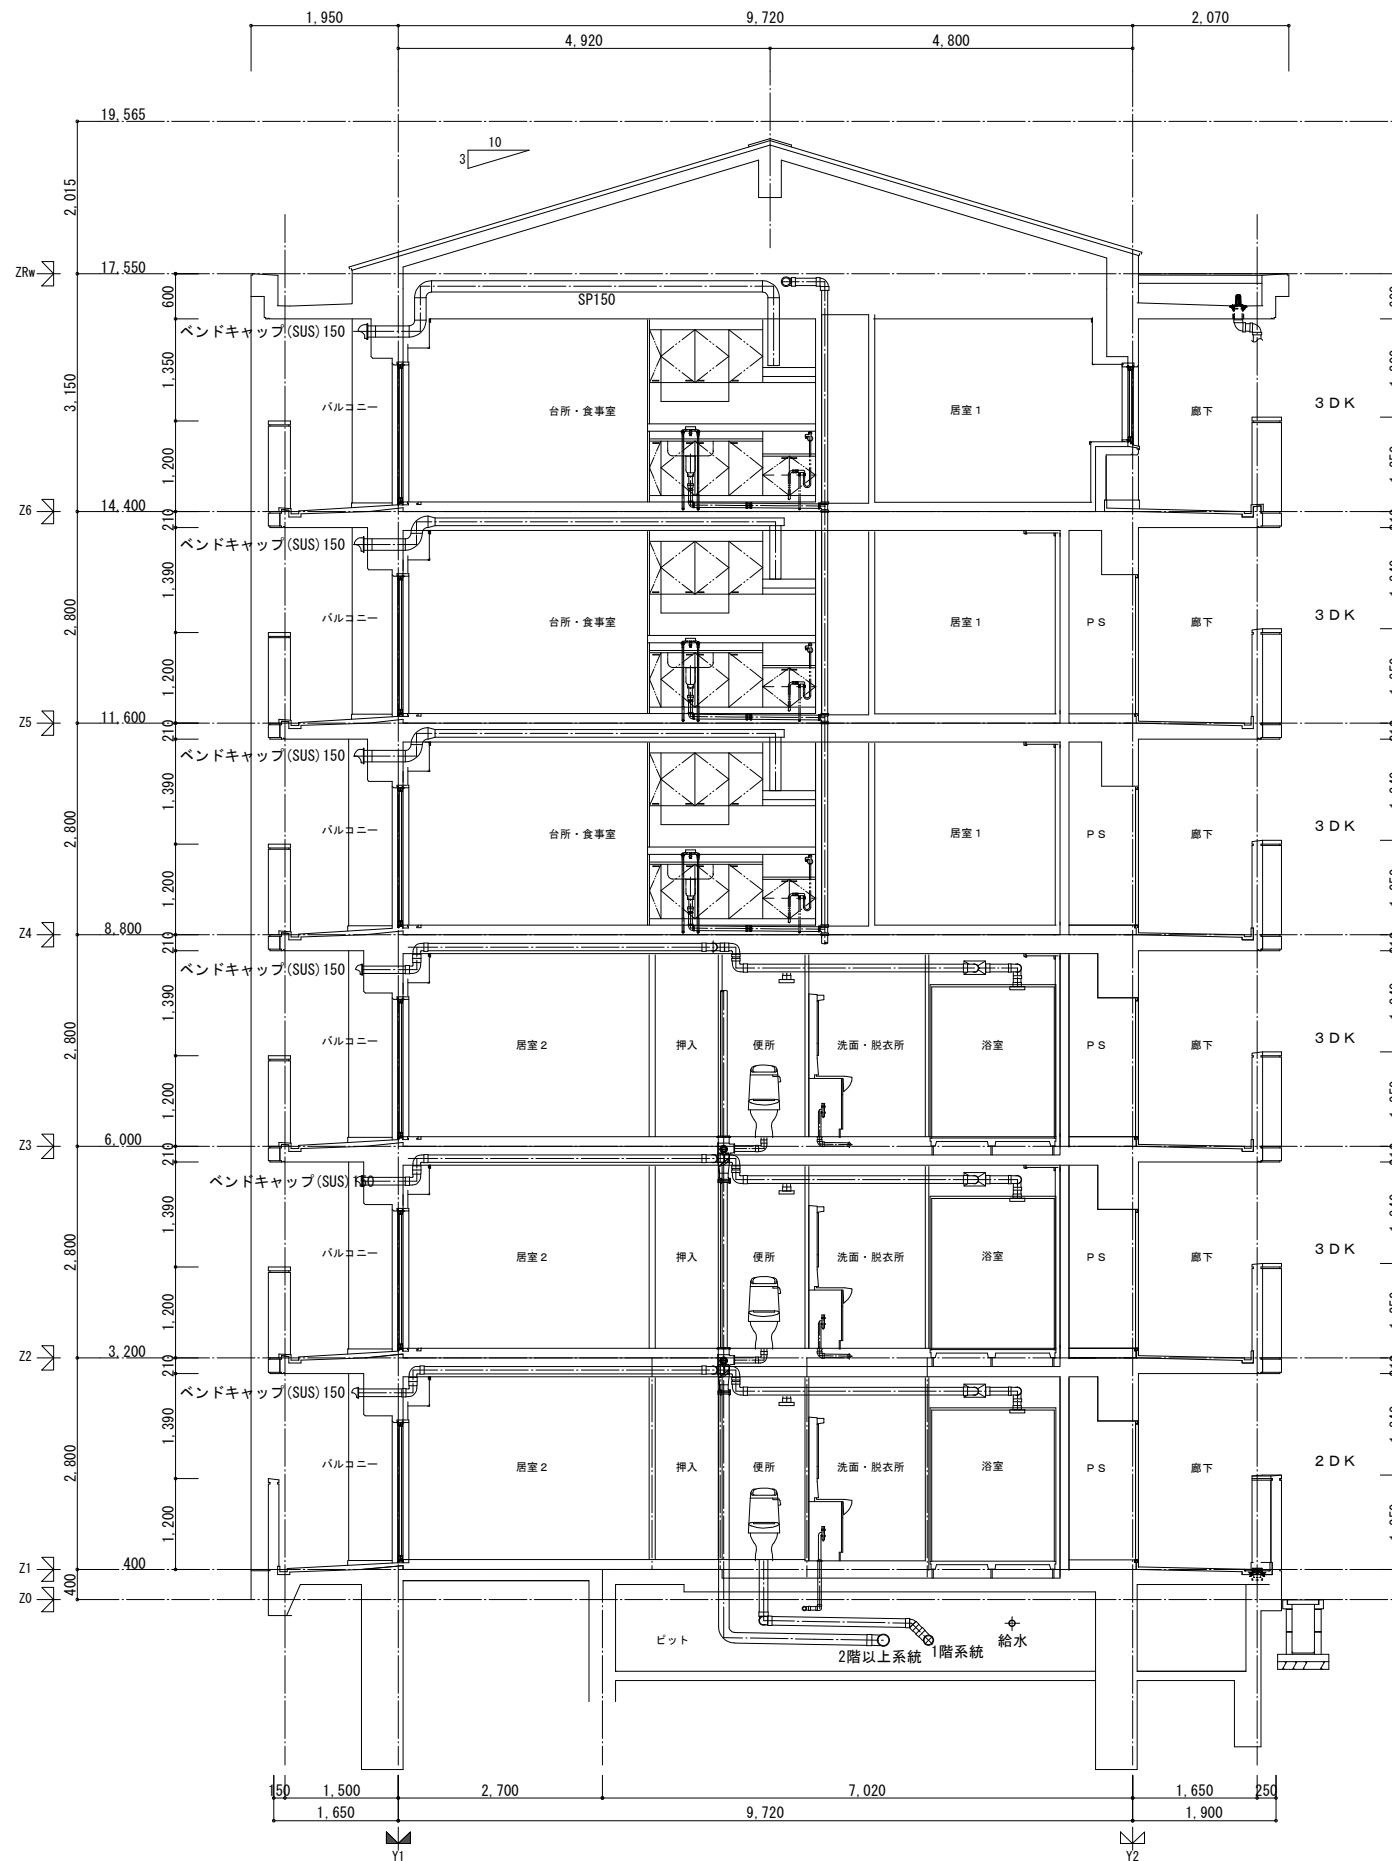 1,950 9,720 2,070
4,920 4,800
19,565
10
3
2,015
ZRw 17,550
600
SP150
ベンドキャップ(SUS)150
1,350
3,150
バルコニー 台所・食事室 居室1 廊下 3DK
1,200
Z6 14,400
210
ベンドキャップ(SUS)150
1,390
2,800
バルコニー 台所・食事室 居室1 PS 廊下 3DK
1,200
Z5 11,600
210
ベンドキャップ(SUS)150
1,390
2,800
バルコニー 台所・食事室 居室1 PS 廊下 3DK
1,200
Z4 8,800
210
ベンドキャップ(SUS)150
1,390
2,800
バルコニー 居室2 押入 便所 洗面・脱衣所 浴室 PS 廊下 3DK
1,200
Z3 6,000
210
ベンドキャップ(SUS)150
1,390
2,800
バルコニー 居室2 押入 便所 洗面・脱衣所 浴室 PS 廊下 3DK
1,200
Z2 3,200
210
ベンドキャップ(SUS)150
1,390
2,800
バルコニー 居室2 押入 便所 洗面・脱衣所 浴室 PS 廊下 2DK
1,200
Z1 400
400
Z0
ピット 2階以上系統 1階系統 給水
150 1,500 2,700 7,020 1,650 250
1,650 9,720 1,900
Y1 Y2